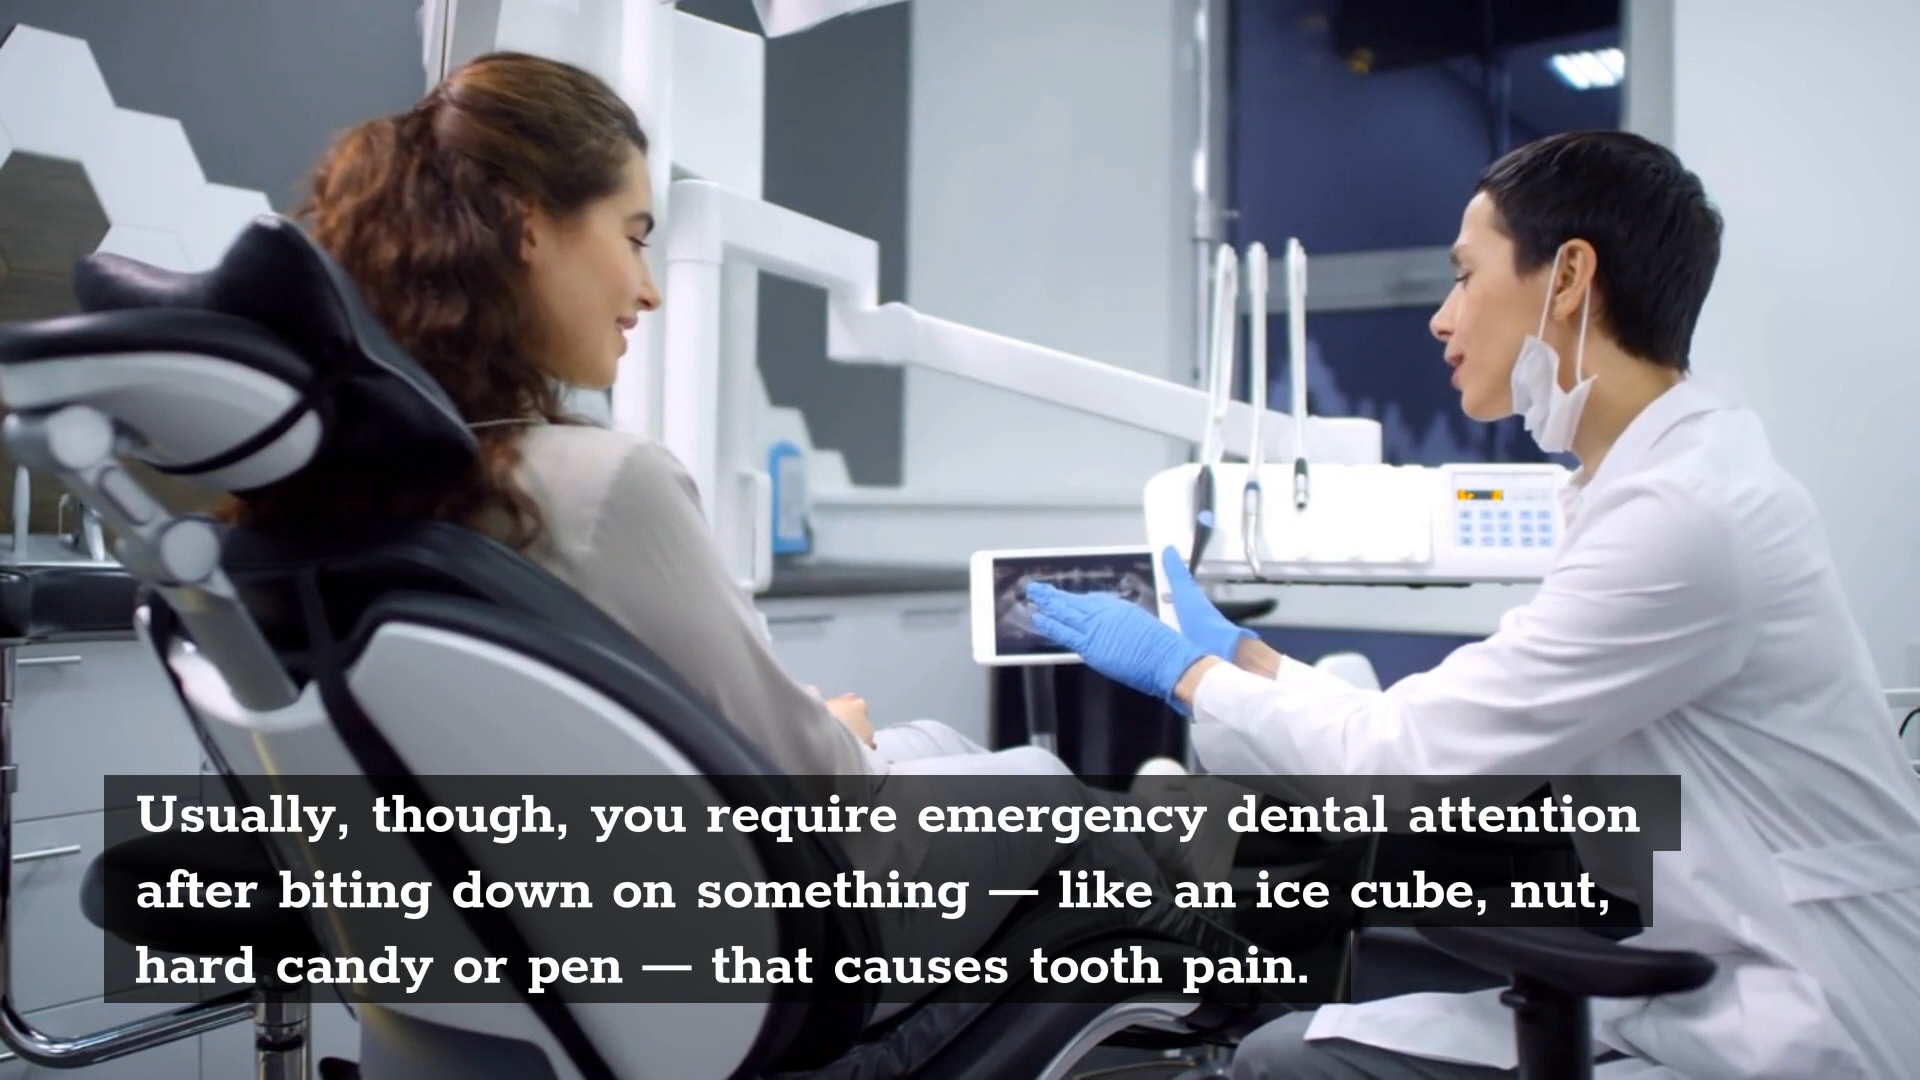 Usually, though, you require emergency dental attention
after biting down on something — like an ice cube, nut,
hard candy or pen — that causes tooth pain.